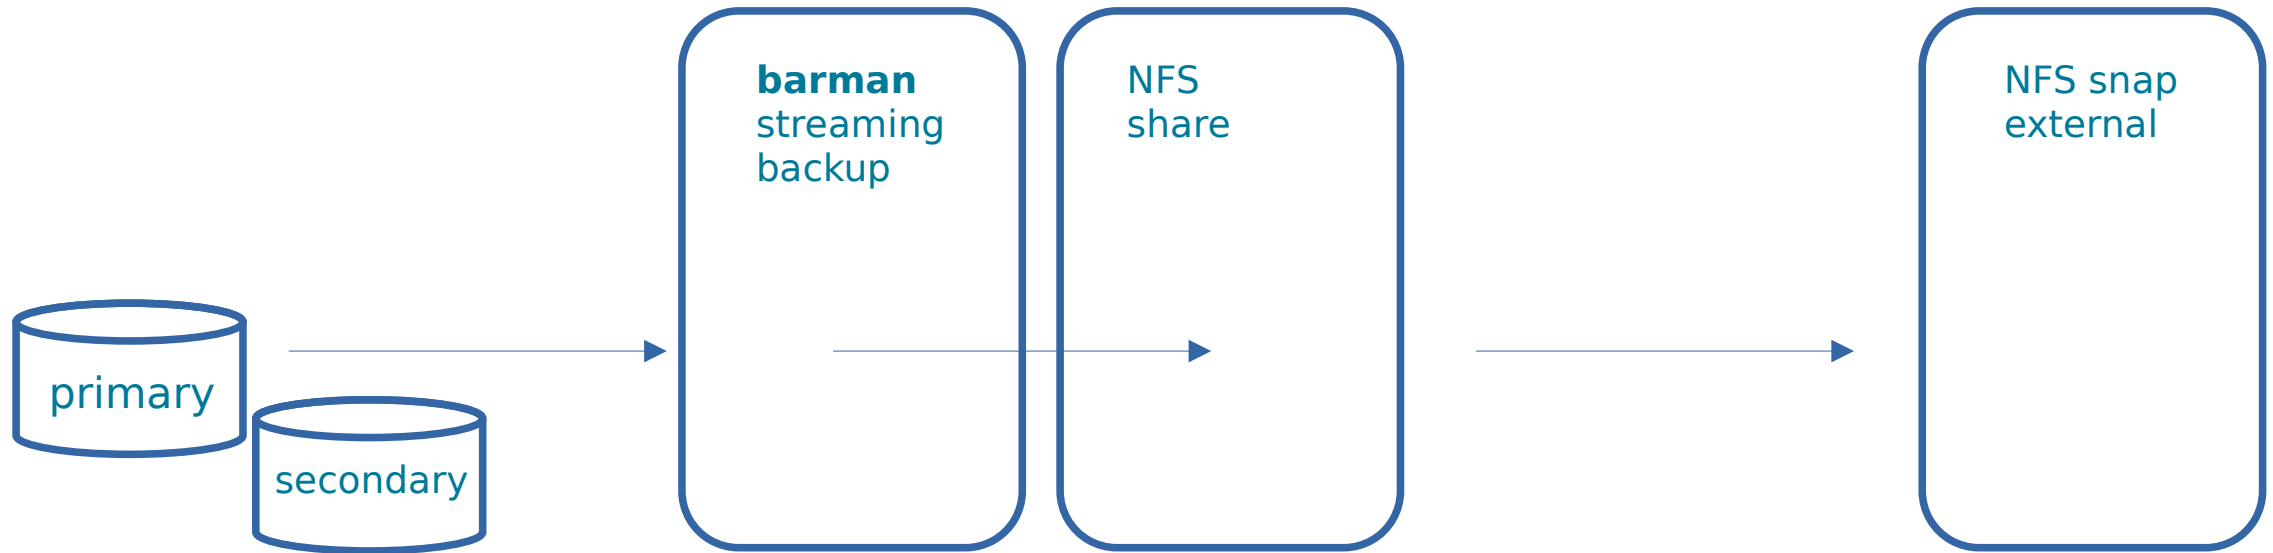 barman
streaming
backup
NFS
share
NFS snap
external
primary
secondary